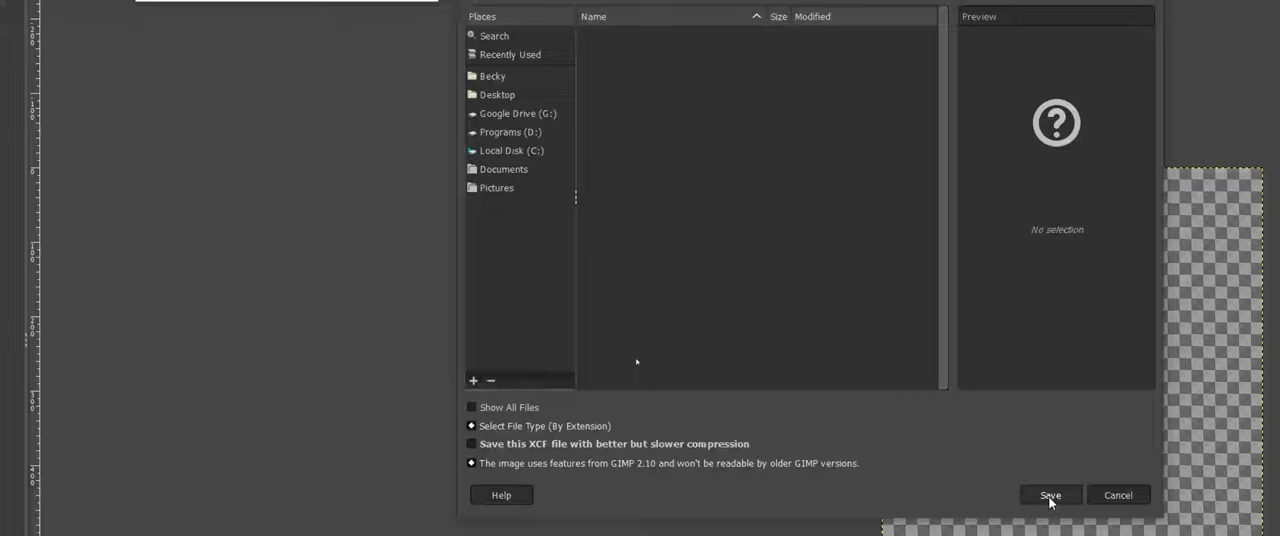 Places
Name
Size
Modified
Preview
Search
Recently Used
Becky
Desktop
Google Drive (G:)
Programs (D:)
Local Disk (C:)
Documents
Pictures
No selection
Show All Files
Select File Type (By Extension)
Save this XCF file with better but slower compression
The image uses features from GIMP 2.10 and won't be readable by older GIMP versions.
Help
Save
Cancel